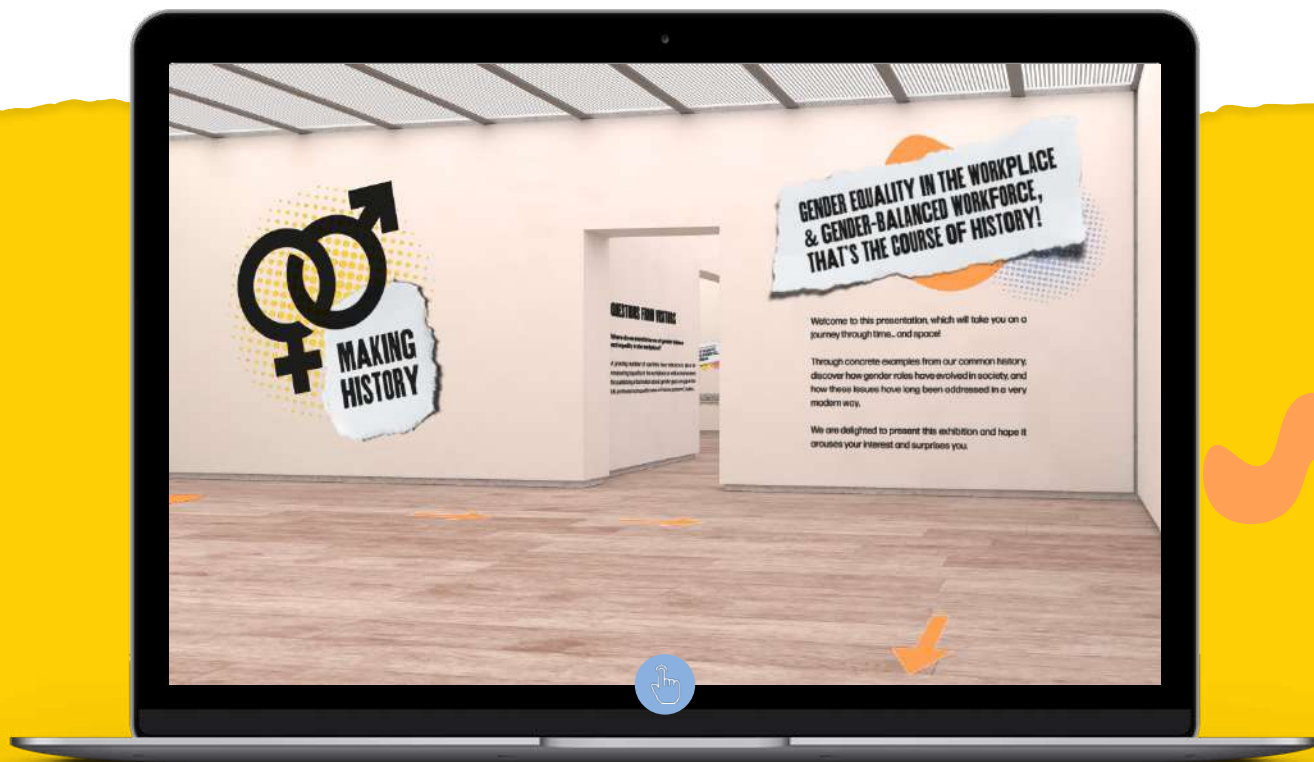 MAKING
HISTORY
QUESTIONS FROM VISITORS
GENDER EQUALITY IN THE WORKPLACE
& GENDER-BALANCED WORKFORCE,
THAT'S THE COURSE OF HISTORY!
Welcome to this presentation, which will take you on a
journey through time... and space!
Through concrete examples from our common history,
discover how gender roles have evolved in society, and
how these issues have long been addressed in a very
modern way.
We are delighted to present this exhibition and hope it
arouses your interest and surprises you.